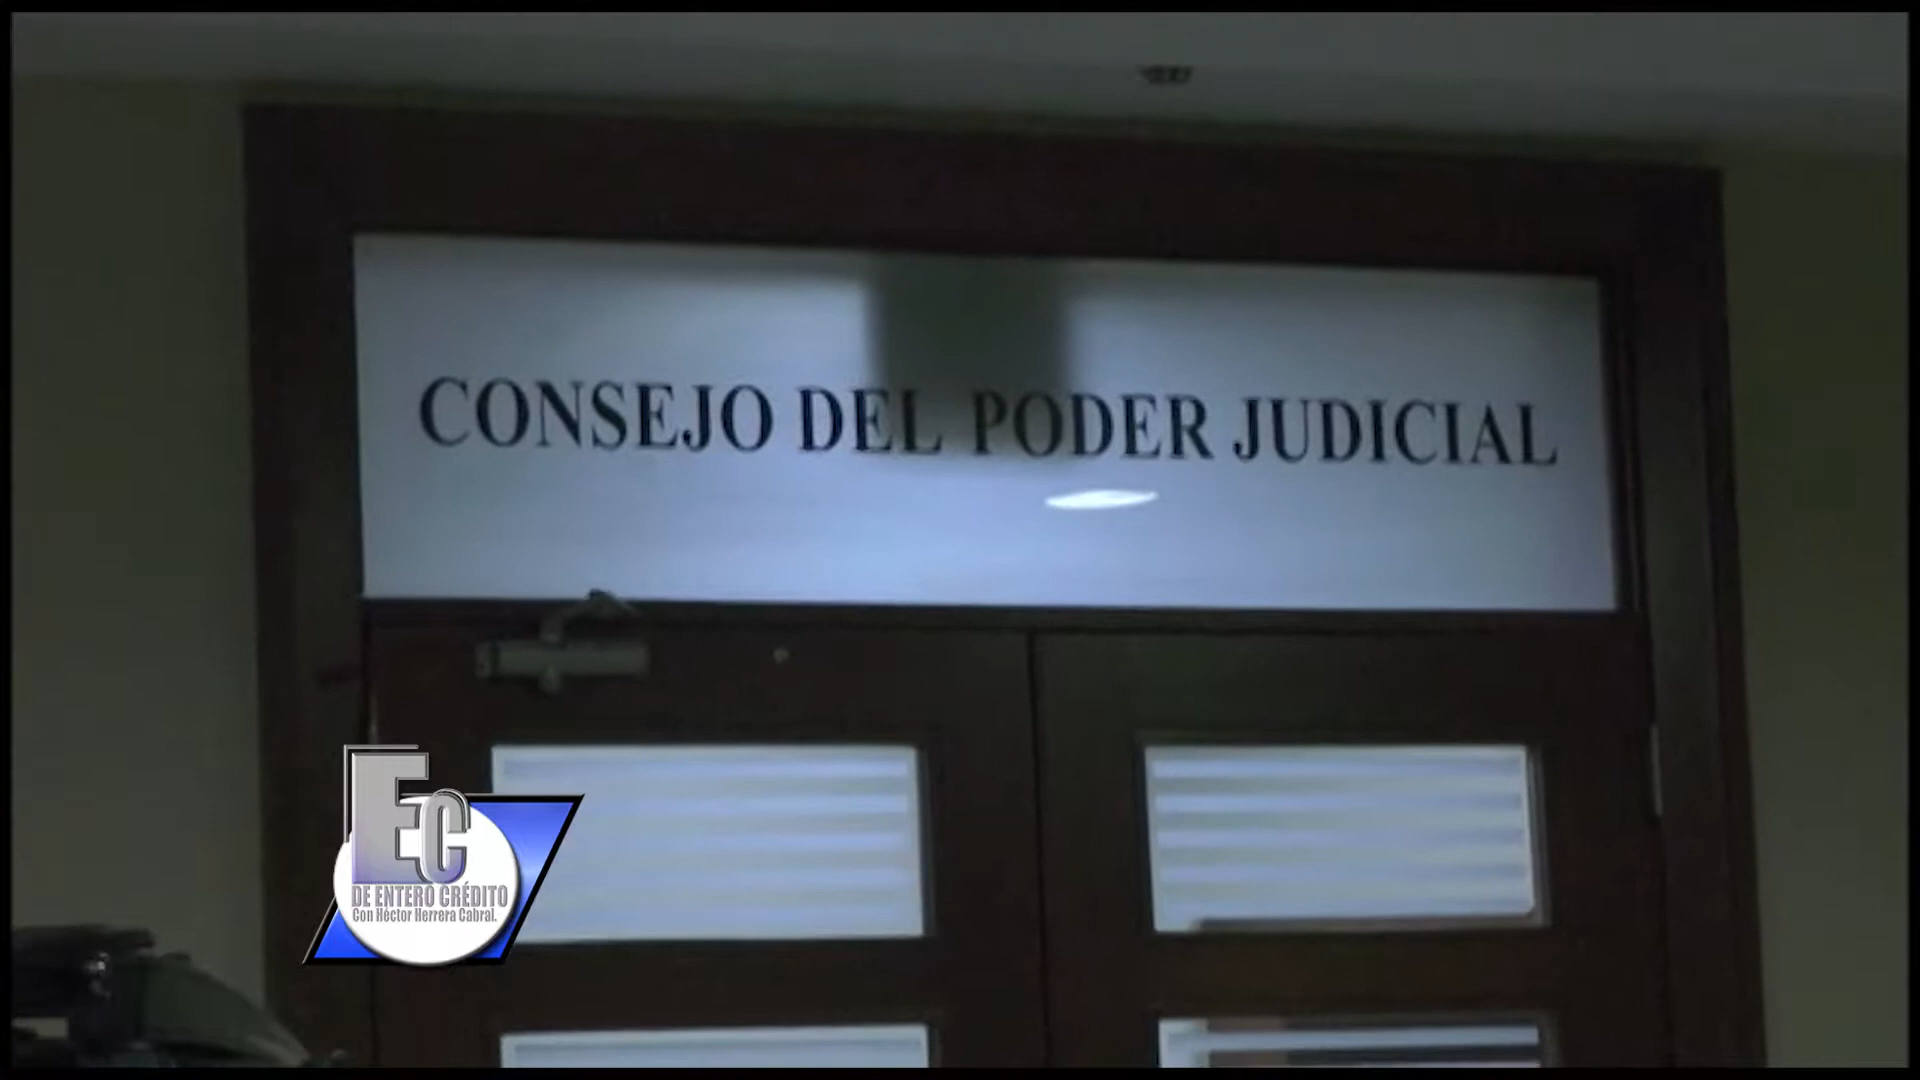 CONSEJO DEL PODER JUDICIAL
EC
DE ENTERO CRÉDITO
Con Héctor Herrera Cabral.